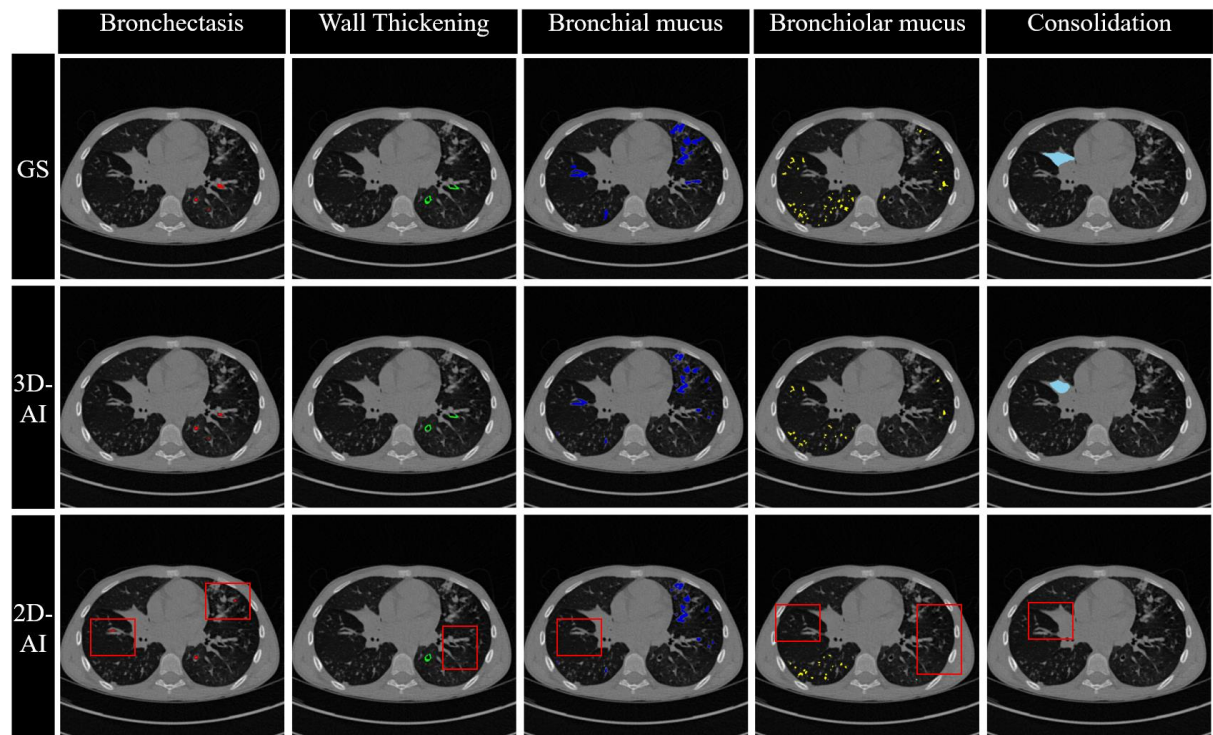 Bronchectasis Wall Thickening Bronchial mucus Bronchiolar mucus Consolidation
GS
3D-
AI
2D-
AI